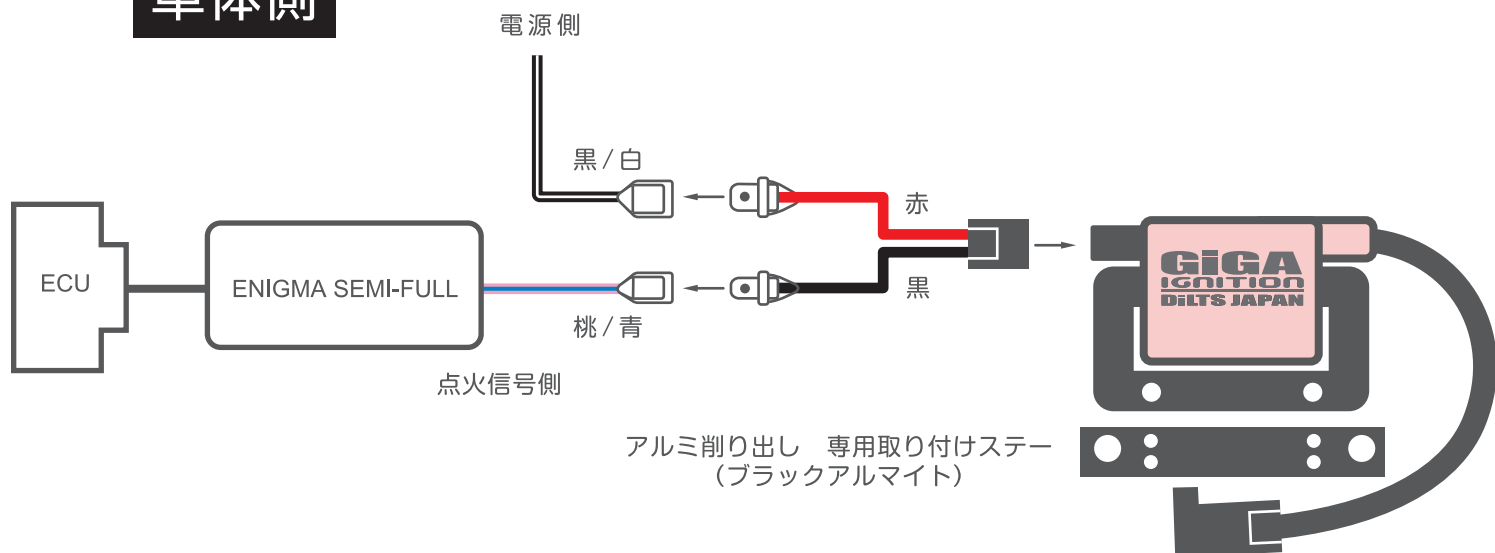 車体側
電源側
黒/白
赤
ECU
ENIGMA SEMI-FULL
桃/青
黒
点火信号側
GiGA
IGNITION
DiLTS JAPAN
アルミ削り出し　専用取り付けステー
(ブラックアルマイト)